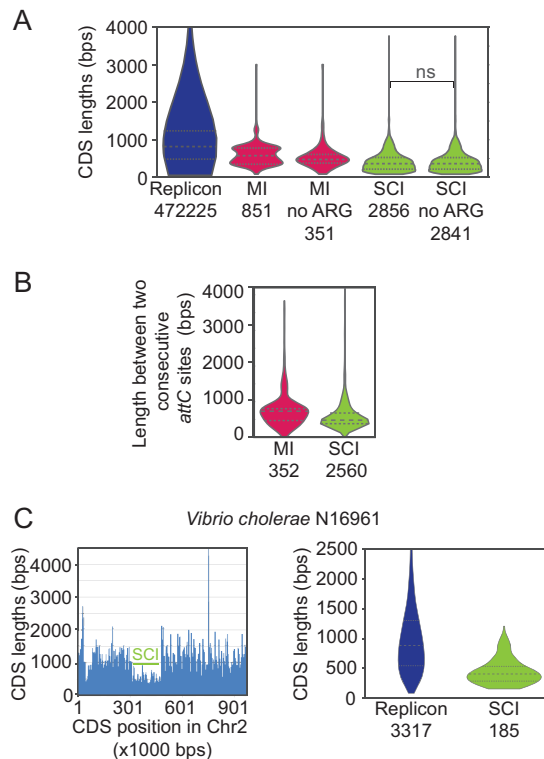 A
CDS lengths (bps)
4000
3000
2000
1000
0
ns
Replicon MI MI SCI SCI
472225 851 no ARG 2856 no ARG
351 2841
B
Length between two
consecutive
attC sites (bps)
4000
3000
2000
1000
0
MI SCI
352 2560
C
Vibrio cholerae N16961
CDS lengths (bps)
4000
3000
2000
1000
0
SCI
1 301 601 901
CDS position in Chr2
(x1000 bps)
CDS lengths (bps)
2500
2000
1500
1000
500
0
Replicon SCI
3317 185